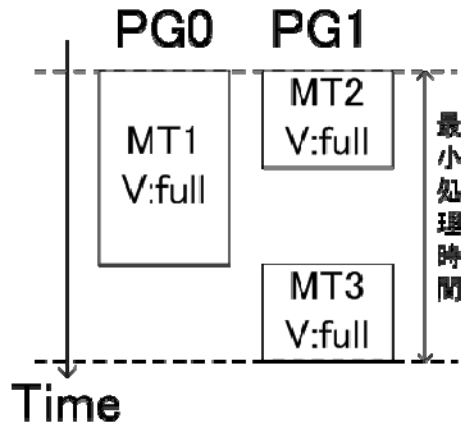 PG0 PG1
MT1
V:full
MT2
V:full
MT3
V:full
最小処理時間
Time